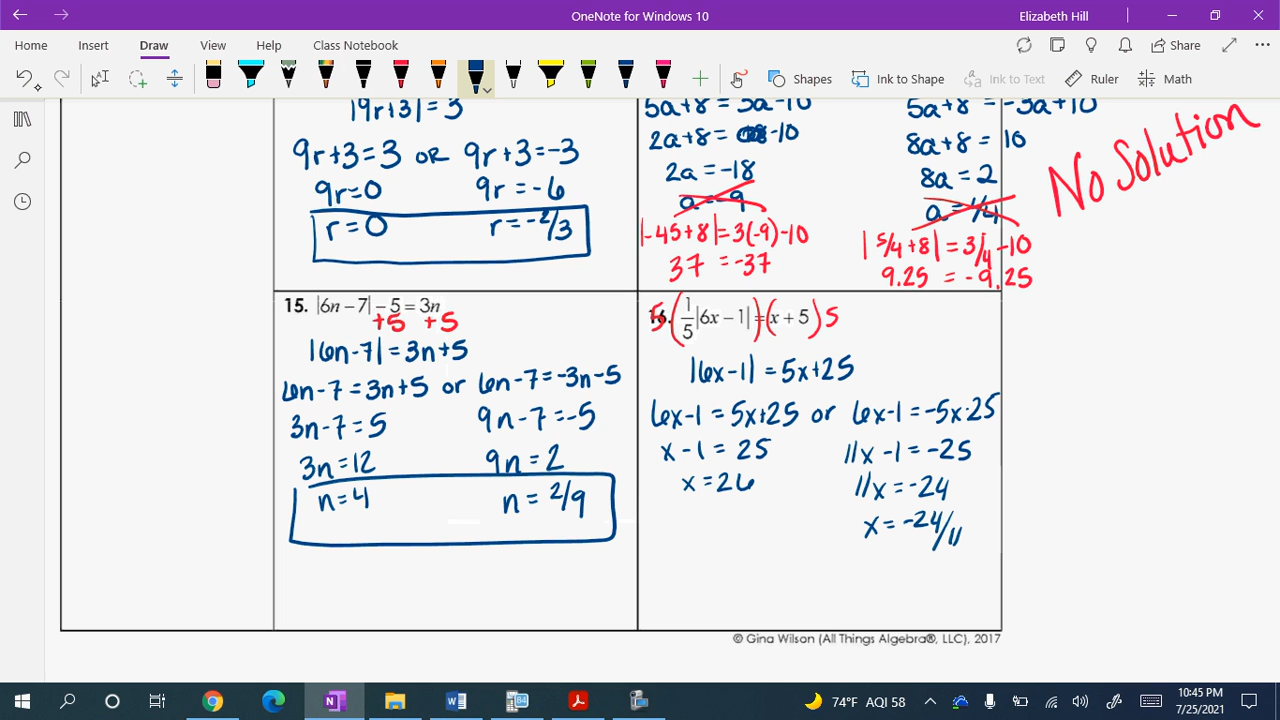 OneNote for Windows 10
Elizabeth Hill
Home Insert Draw View Help Class Notebook
Share
Shapes Ink to Shape Ink to Text Ruler Math
|9r+3| = 3
9r+3=3 OR 9r+3=-3
9r=0 9r=-6
r=0 r=-2/3
5a+8 = 3a-10
2a+8 = -10
2a = -18
a = -9
|-45+8|=3(-9)-10
37 = -37
5a+8 = -3a+10
8a+8 = 10
8a = 2
a = 1/4
|5/4+8| = 3/4-10
9.25 = -9.25
No Solution
15. |6n – 7| – 5 = 3n
+5 +5
|6n-7| = 3n+5
6n-7 = 3n+5 or 6n-7=-3n-5
3n-7=5 9n-7=-5
3n=12 9n=2
n=4 n=2/9
5 (1/5|6x – 1|) = (x + 5) 5
|6x-1| = 5x+25
6x-1 = 5x+25 or 6x-1=-5x-25
x-1 = 25 11x-1=-25
x=26 11x=-24
x=-24/11
© Gina Wilson (All Things Algebra®, LLC), 2017
74°F AQI 58
10:45 PM
7/25/2021